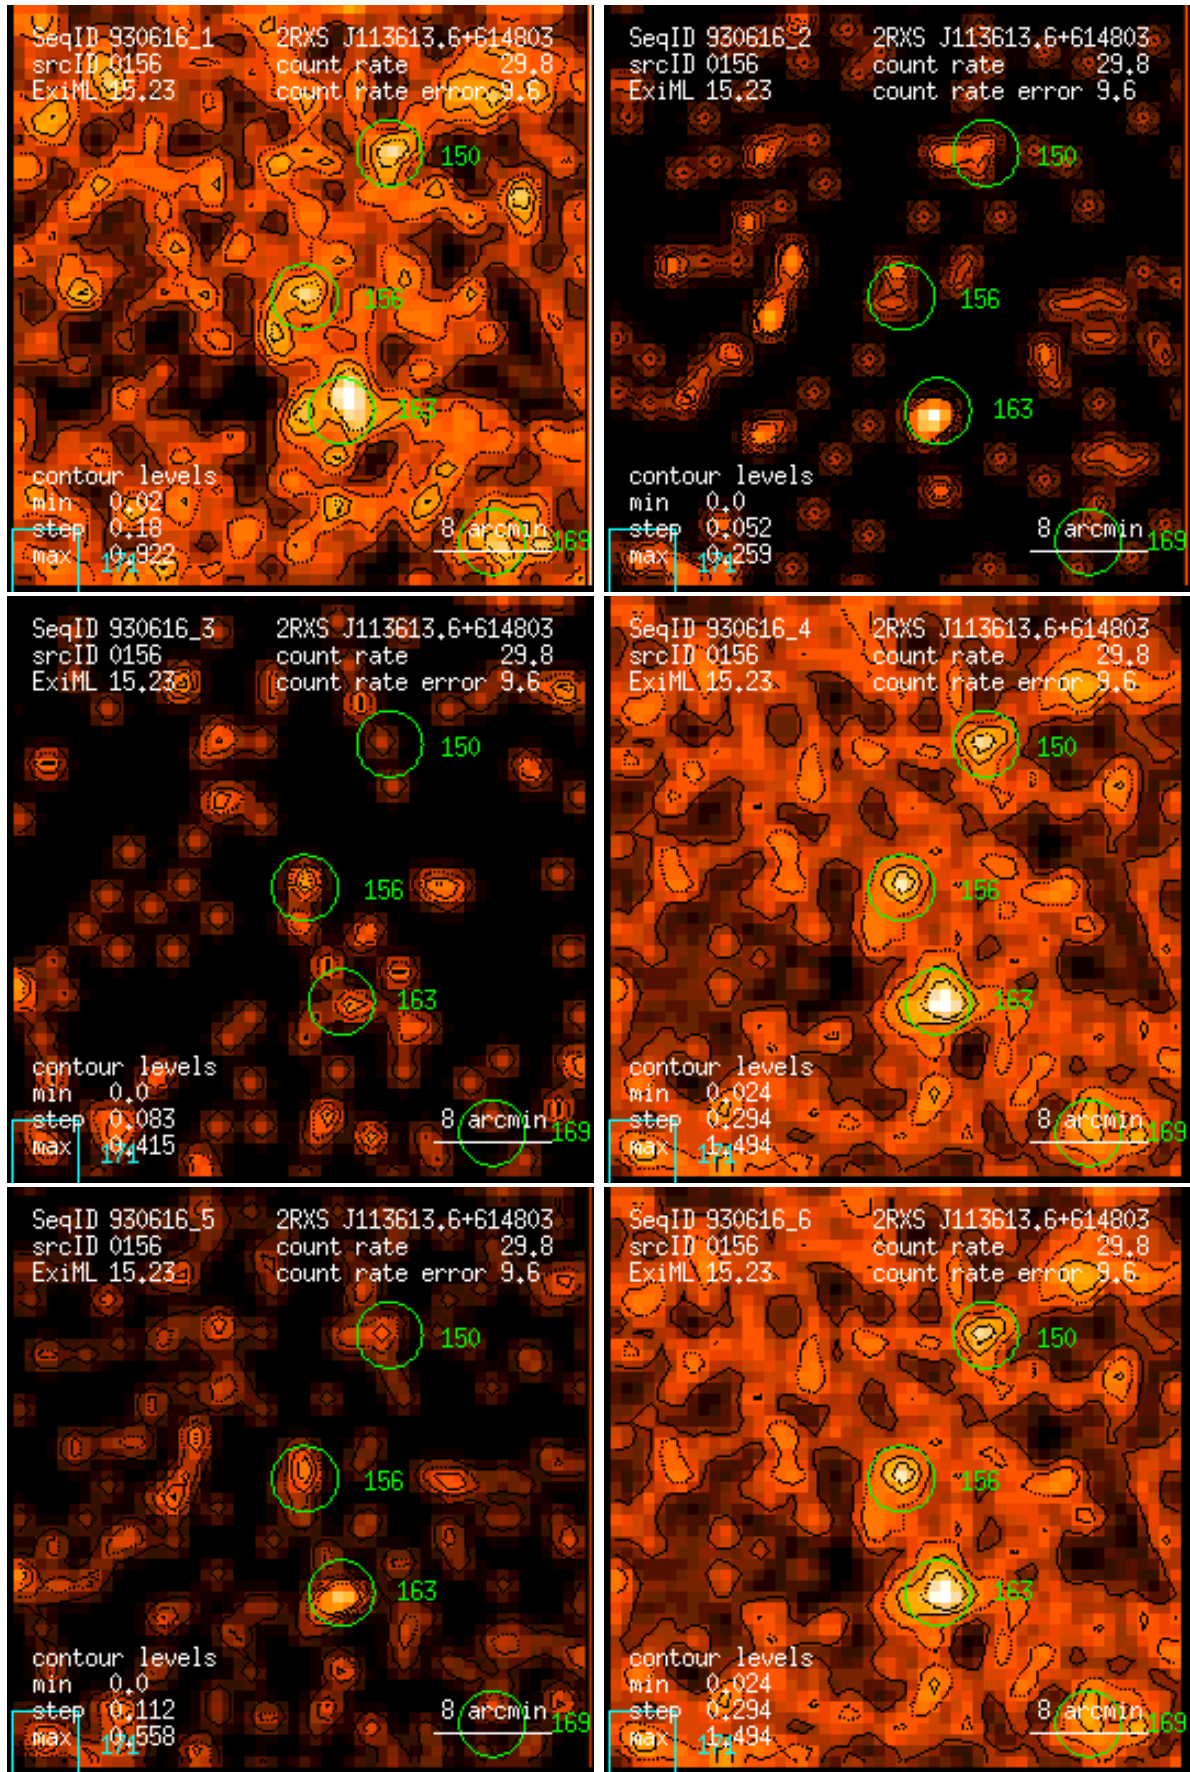 SeqID 930616_1 2RXS J113613.6+614803
srcID 0156 count rate 29.8
ExiML 15.23 count rate error 9.6
150
156
163
contour levels
min 0.02
step 0.18 8 arcmin
max 0.922 171 169
SeqID 930616_2 2RXS J113613.6+614803
srcID 0156 count rate 29.8
ExiML 15.23 count rate error 9.6
150
156
163
contour levels
min 0.0
step 0.052 8 arcmin
max 0.259 171 169
SeqID 930616_3 2RXS J113613.6+614803
srcID 0156 count rate 29.8
ExiML 15.23 count rate error 9.6
150
156
163
contour levels
min 0.0
step 0.083 8 arcmin
max 0.415 171 169
SeqID 930616_4 2RXS J113613.6+614803
srcID 0156 count rate 29.8
ExiML 15.23 count rate error 9.6
150
156
163
contour levels
min 0.024
step 0.294 8 arcmin
max 1.494 171 169
SeqID 930616_5 2RXS J113613.6+614803
srcID 0156 count rate 29.8
ExiML 15.23 count rate error 9.6
150
156
163
contour levels
min 0.0
step 0.112 8 arcmin
max 0.558 171 169
SeqID 930616_6 2RXS J113613.6+614803
srcID 0156 count rate 29.8
ExiML 15.23 count rate error 9.6
150
156
163
contour levels
min 0.024
step 0.294 8 arcmin
max 1.494 171 169